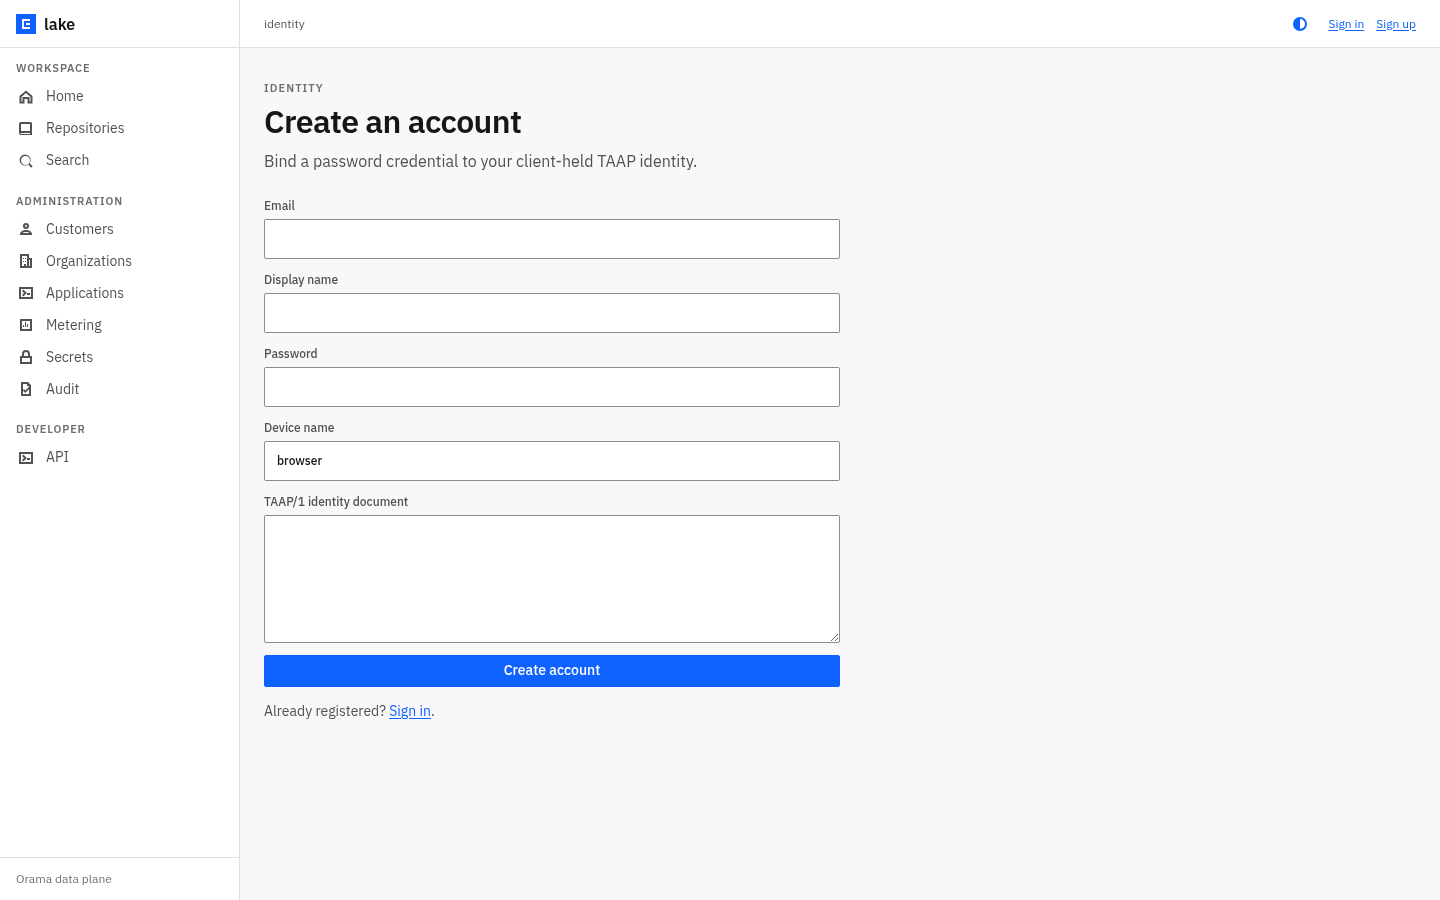 lake
identity
Sign in
Sign up
WORKSPACE
Home
Repositories
Search
ADMINISTRATION
Customers
Organizations
Applications
Metering
Secrets
Audit
DEVELOPER
API
Orama data plane
IDENTITY
Create an account
Bind a password credential to your client-held TAAP identity.
Email
Display name
Password
Device name
browser
TAAP/1 identity document
Create account
Already registered? Sign in.